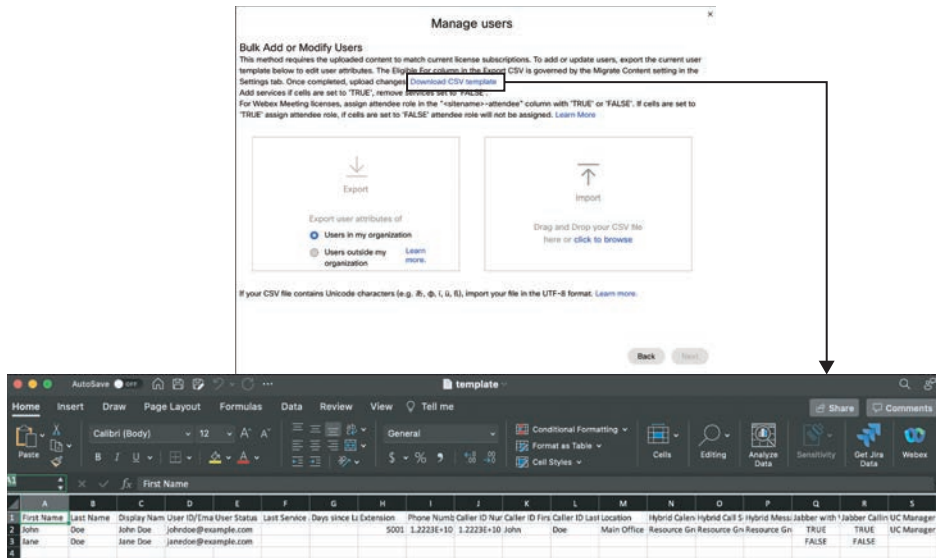 Manage users
×
Bulk Add or Modify Users
This method requires the uploaded content to match current license subscriptions. To add or update users, export the current user
template below to edit user attributes. The Eligible For column in the Export CSV is governed by the Migrate Content setting in the
Settings tab. Once completed, upload changes. Download CSV template
Add services if cells are set to 'TRUE', remove services set to 'FALSE'.
For Webex Meeting licenses, assign attendee role in the "<sitename>-attendee" column with 'TRUE' or 'FALSE'. If cells are set to
'TRUE' assign attendee role, if cells are set to 'FALSE' attendee role will not be assigned. Learn More
Export
Export user attributes of
Users in my organization
Users outside my organization
Learn more.
Import
Drag and Drop your CSV file
here or click to browse
If your CSV file contains Unicode characters (e.g. , ф, ü, ß), import your file in the UTF-8 format. Learn more.
Back Next
AutoSave OFF template
Home Insert Draw Page Layout Formulas Data Review View Tell me Share Comments
Paste Calibri (Body) 12 A^ A˅ General Conditional Formatting Cells Editing Analyze Data Sensitivity Get Jira Data Webex
B I U A $ % 9 Format as Table
Cell Styles
A1 fx First Name
A B C D E F G H I J K L M N O P Q R S
1 First Name Last Name Display Nam User ID/Ema User Status Last Service Days since La Extension Phone Numb Caller ID Nur Caller ID Firs Caller ID Last Location Hybrid Calen Hybrid Call S Hybrid Messa Jabber with Jabber Callin UC Manager
2 John Doe John Doe johndoe@example.com 5001 1.2223E+10 1.2223E+10 John Doe Main Office Resource Gro Resource Gro Resource Gro TRUE TRUE UC Manager
3 Jane Doe Jane Doe janedoe@example.com FALSE FALSE
4